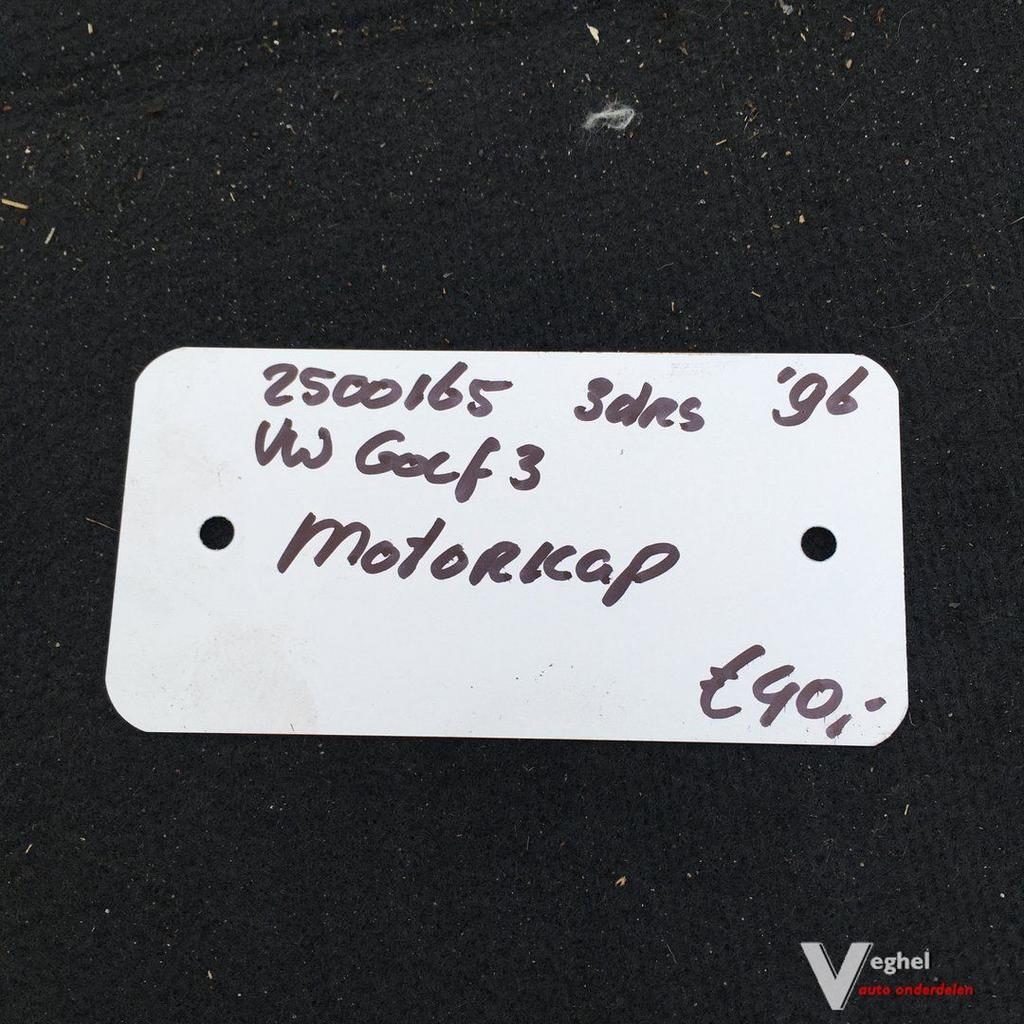 2500165 3drs '96
VW Golf 3
Motorkap
€40,-
Veghel
auto onderdelen